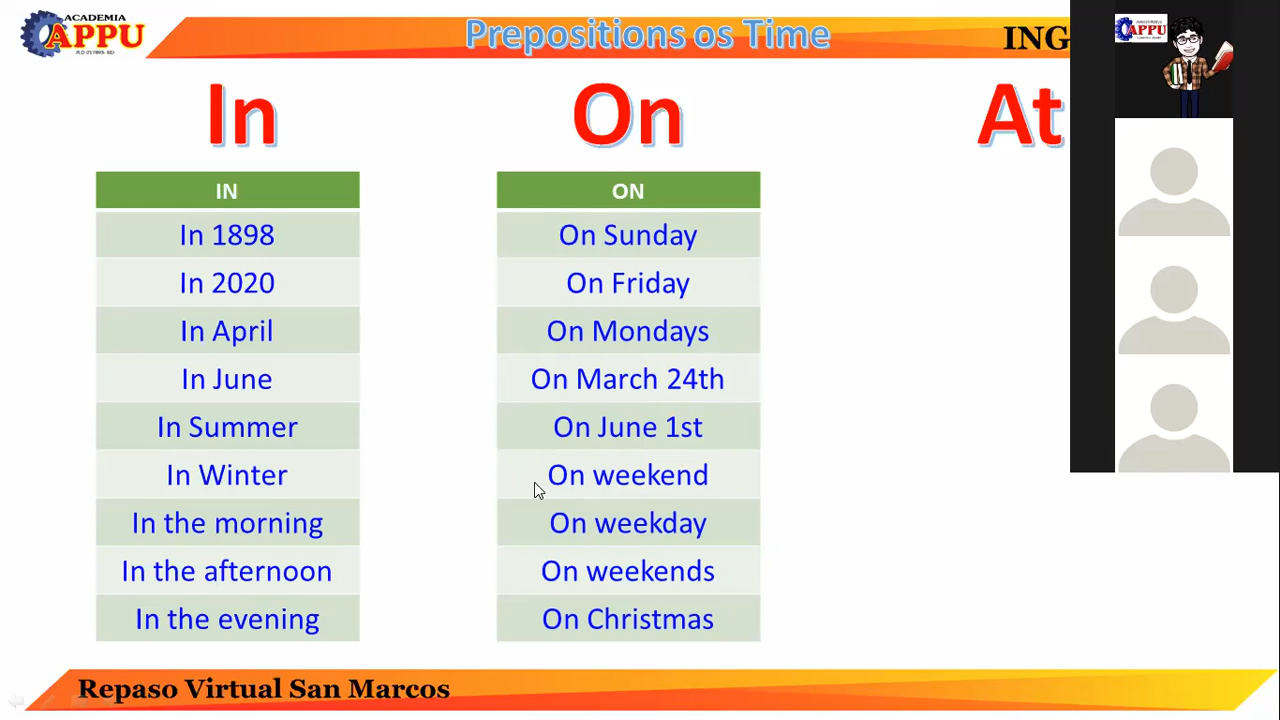 ACADEMIA
APPU
Prepositions os Time
ING
APPU
In
On
At
IN
In 1898
In 2020
In April
In June
In Summer
In Winter
In the morning
In the afternoon
In the evening
ON
On Sunday
On Friday
On Mondays
On March 24th
On June 1st
On weekend
On weekday
On weekends
On Christmas
Repaso Virtual San Marcos